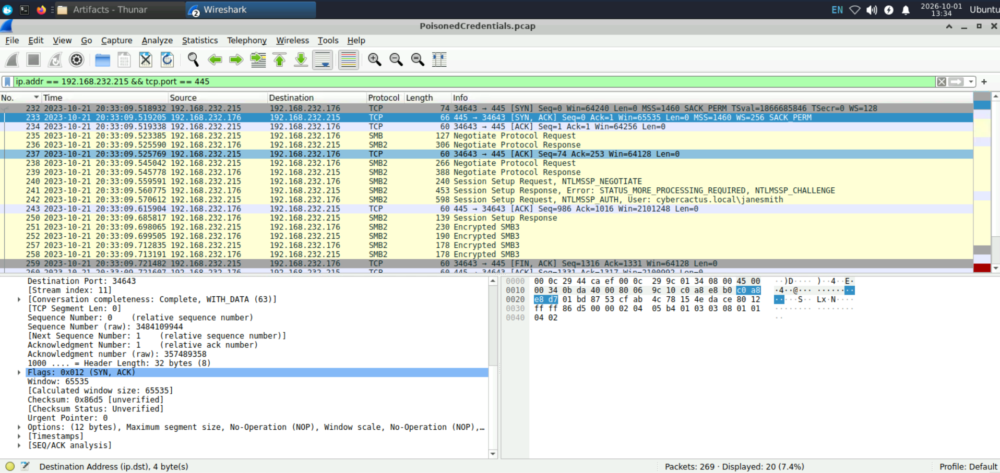 Artifacts - Thunar
2 Wireshark
EN
2026-10-01
13:34
Ubuntu
PoisonedCredentials.pcap
File Edit View Go Capture Analyze Statistics Telephony Wireless Tools Help
ip.addr == 192.168.232.215 && tcp.port == 445
No. Time Source Destination Protocol Length Info
232 2023-10-21 20:33:09.518932 192.168.232.215 192.168.232.176 TCP 74 34643 → 445 [SYN] Seq=0 Win=64240 Len=0 MSS=1460 SACK_PERM TSval=1866685846 TSecr=0 WS=128
233 2023-10-21 20:33:09.519205 192.168.232.176 192.168.232.215 TCP 66 445 → 34643 [SYN, ACK] Seq=0 Ack=1 Win=65535 Len=0 MSS=1460 WS=256 SACK_PERM
234 2023-10-21 20:33:09.519338 192.168.232.215 192.168.232.176 TCP 60 34643 → 445 [ACK] Seq=1 Ack=1 Win=64256 Len=0
235 2023-10-21 20:33:09.523385 192.168.232.215 192.168.232.176 SMB 127 Negotiate Protocol Request
236 2023-10-21 20:33:09.525590 192.168.232.176 192.168.232.215 SMB2 306 Negotiate Protocol Response
237 2023-10-21 20:33:09.525769 192.168.232.215 192.168.232.176 TCP 60 34643 → 445 [ACK] Seq=74 Ack=253 Win=64128 Len=0
238 2023-10-21 20:33:09.545042 192.168.232.215 192.168.232.176 SMB2 266 Negotiate Protocol Request
239 2023-10-21 20:33:09.545778 192.168.232.176 192.168.232.215 SMB2 388 Negotiate Protocol Response
240 2023-10-21 20:33:09.559591 192.168.232.215 192.168.232.176 SMB2 240 Session Setup Request, NTLMSSP_NEGOTIATE
241 2023-10-21 20:33:09.560775 192.168.232.176 192.168.232.215 SMB2 453 Session Setup Response, Error: STATUS_MORE_PROCESSING_REQUIRED, NTLMSSP_CHALLENGE
242 2023-10-21 20:33:09.570612 192.168.232.215 192.168.232.176 SMB2 598 Session Setup Request, NTLMSSP_AUTH, User: cybercactus.local\janesmith
243 2023-10-21 20:33:09.615904 192.168.232.176 192.168.232.215 TCP 60 445 → 34643 [ACK] Seq=986 Ack=1016 Win=2101248 Len=0
250 2023-10-21 20:33:09.685817 192.168.232.176 192.168.232.215 SMB2 139 Session Setup Response
251 2023-10-21 20:33:09.698065 192.168.232.215 192.168.232.176 SMB2 230 Encrypted SMB3
252 2023-10-21 20:33:09.699505 192.168.232.176 192.168.232.215 SMB2 190 Encrypted SMB3
257 2023-10-21 20:33:09.712835 192.168.232.215 192.168.232.176 SMB2 178 Encrypted SMB3
258 2023-10-21 20:33:09.713191 192.168.232.176 192.168.232.215 SMB2 178 Encrypted SMB3
259 2023-10-21 20:33:09.721482 192.168.232.215 192.168.232.176 TCP 60 34643 → 445 [FIN, ACK] Seq=1316 Ack=1331 Win=64128 Len=0
260 2023-10-21 20:33:09.721607 192.168.232.176 192.168.232.215 TCP 60 445 → 34643 [ACK] Seq=1331 Ack=1317 Win=2100992 Len=0
Destination Port: 34643
[Stream index: 11]
[Conversation completeness: Complete, WITH_DATA (63)]
[TCP Segment Len: 0]
Sequence Number: 0 (relative sequence number)
Sequence Number (raw): 3484109944
[Next Sequence Number: 1 (relative sequence number)]
Acknowledgment Number: 1 (relative ack number)
Acknowledgment number (raw): 357489358
1000 .... = Header Length: 32 bytes (8)
Flags: 0x012 (SYN, ACK)
Window: 65535
[Calculated window size: 65535]
Checksum: 0x86d5 [unverified]
[Checksum Status: Unverified]
Urgent Pointer: 0
Options: (12 bytes), Maximum segment size, No-Operation (NOP), Window scale, No-Operation (NOP),…
[Timestamps]
[SEQ/ACK analysis]
0000 00 0c 29 44 ca ef 00 0c 29 9c 01 34 08 00 45 00 ··)D···· )··4··E·
0010 00 34 0b da 40 00 80 06 9c 10 c0 a8 e8 b0 c0 a8 ·4··@··· ········
0020 e8 d7 01 bd 87 53 cf ab 4c 78 15 4e da ce 80 12 ·····S·· Lx·N····
0030 ff ff 86 d5 00 00 02 04 05 b4 01 03 03 08 01 01 ········ ········
0040 04 02 ··
Destination Address (ip.dst), 4 byte(s)
Packets: 269 · Displayed: 20 (7.4%)
Profile: Default